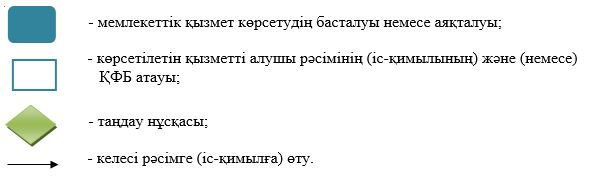 - мемлекеттік қызмет көрсетудің басталуы немесе аяқталуы;
- көрсетілетін қызметті алушы рәсімінің (іс-қимылының) және (немесе)
ҚФБ атауы;
- таңдау нұсқасы;
- келесі рәсімге (іс-қимылға) өту.